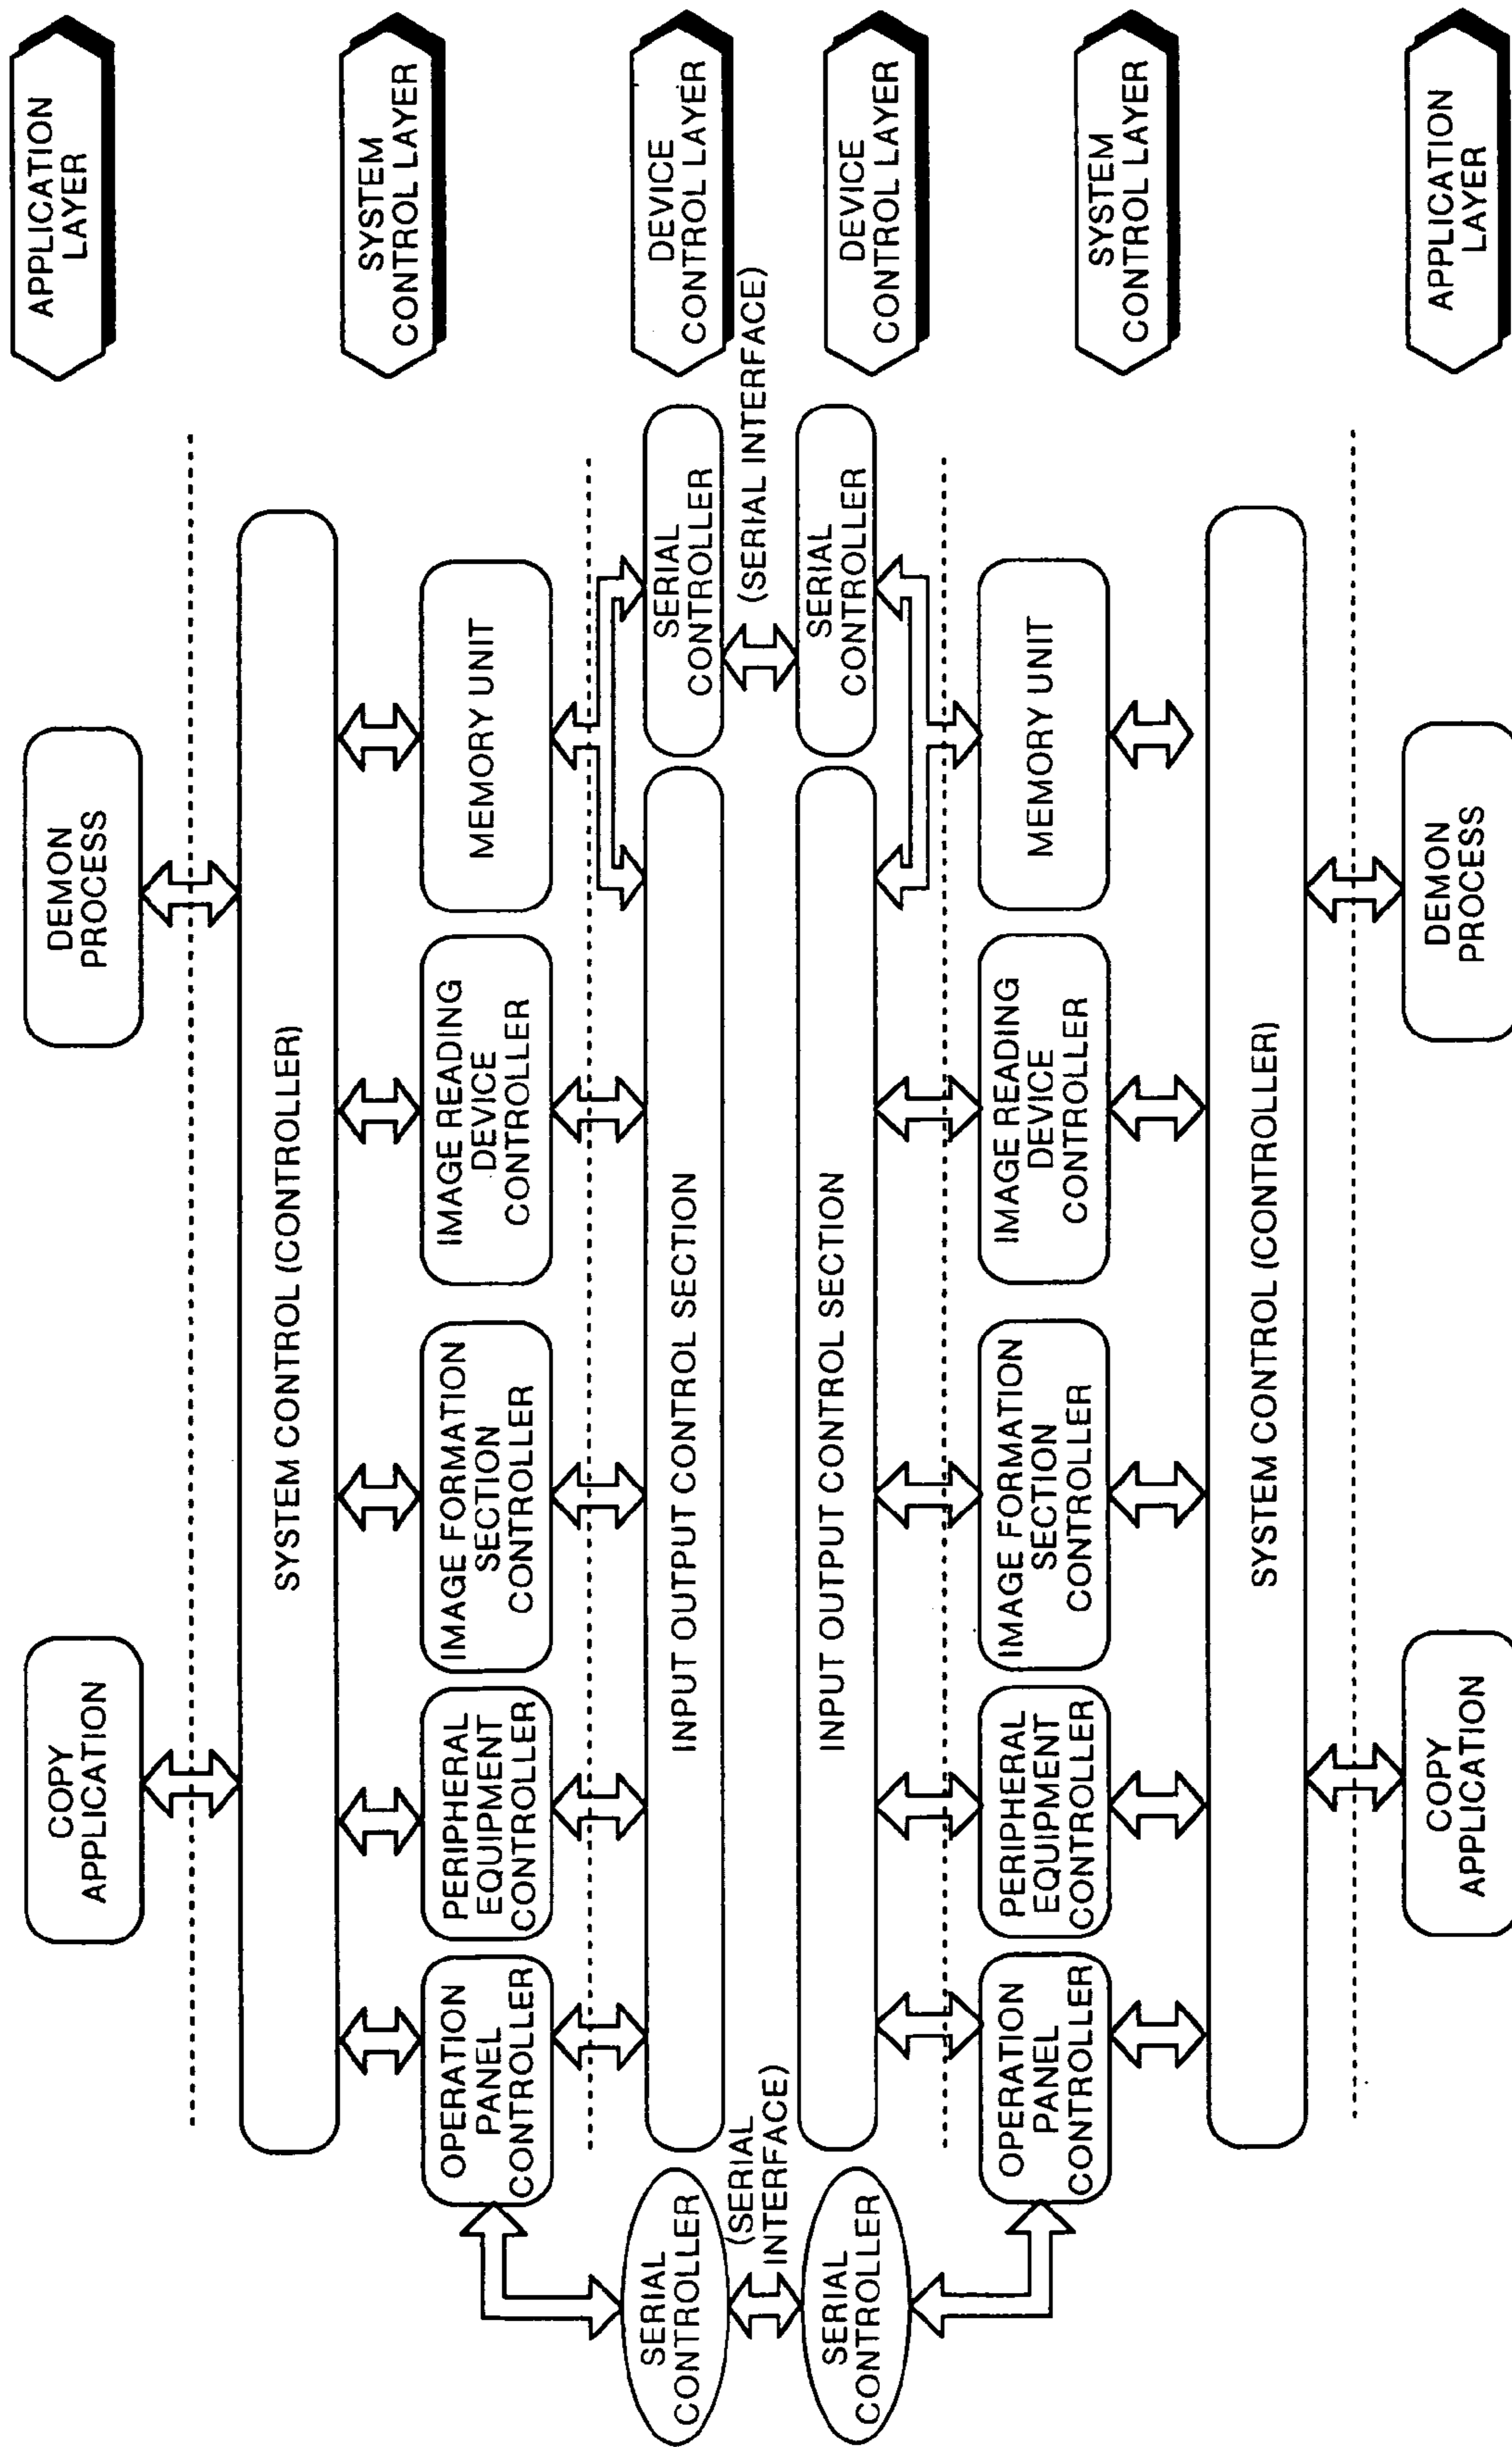 COPY
APPLICATION
DEMON
PROCESS
APPLICATION
LAYER
SYSTEM CONTROL (CONTROLLER)
SYSTEM
CONTROL LAYER
OPERATION
PANEL
CONTROLLER
PERIPHERAL
EQUIPMENT
CONTROLLER
IMAGE FORMATION
SECTION
CONTROLLER
IMAGE READING
DEVICE
CONTROLLER
MEMORY UNIT
SERIAL
CONTROLLER
INPUT OUTPUT CONTROL SECTION
SERIAL
CONTROLLER
DEVICE
CONTROL LAYER
(SERIAL
INTERFACE)
(SERIAL INTERFACE)
SERIAL
CONTROLLER
INPUT OUTPUT CONTROL SECTION
SERIAL
CONTROLLER
DEVICE
CONTROL LAYER
OPERATION
PANEL
CONTROLLER
PERIPHERAL
EQUIPMENT
CONTROLLER
IMAGE FORMATION
SECTION
CONTROLLER
IMAGE READING
DEVICE
CONTROLLER
MEMORY UNIT
SYSTEM
CONTROL LAYER
SYSTEM CONTROL (CONTROLLER)
COPY
APPLICATION
DEMON
PROCESS
APPLICATION
LAYER